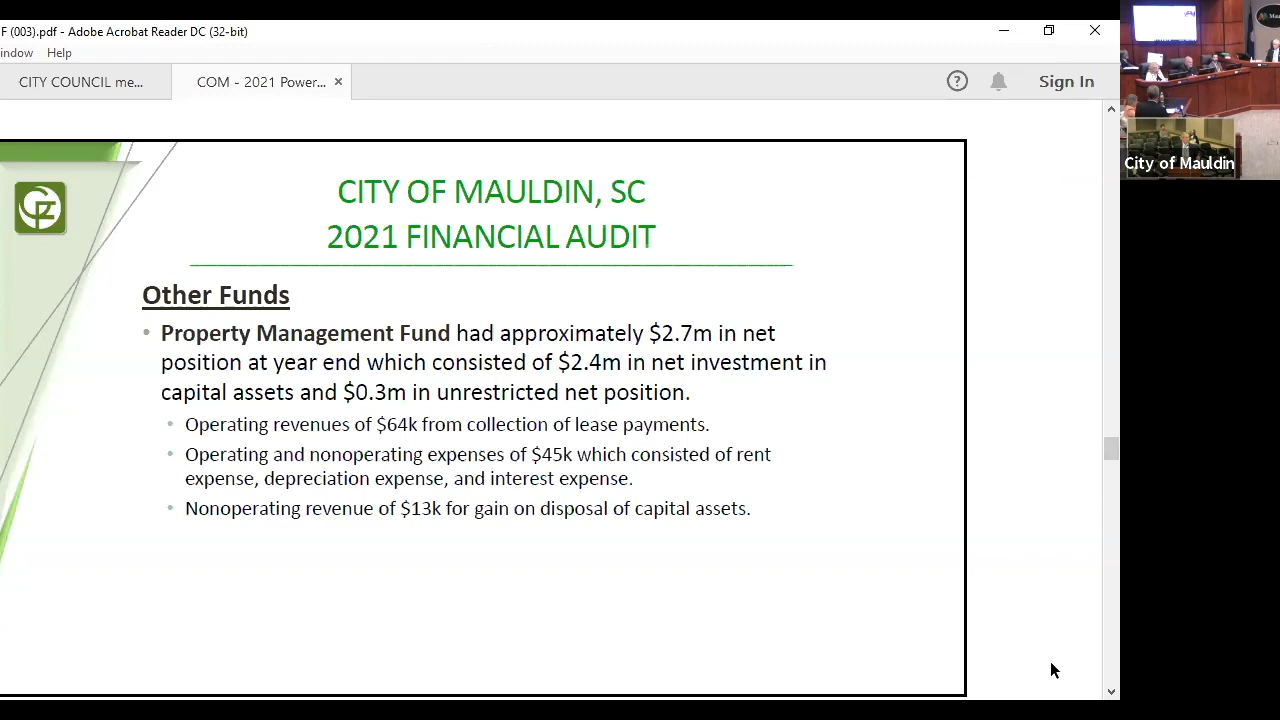 F (003).pdf - Adobe Acrobat Reader DC (32-bit)
indow Help
CITY COUNCIL me...
COM - 2021 Power...
Sign In
City of Mauldin
CITY OF MAULDIN, SC
2021 FINANCIAL AUDIT
Other Funds
• Property Management Fund had approximately $2.7m in net
position at year end which consisted of $2.4m in net investment in
capital assets and $0.3m in unrestricted net position.
• Operating revenues of $64k from collection of lease payments.
• Operating and nonoperating expenses of $45k which consisted of rent
expense, depreciation expense, and interest expense.
• Nonoperating revenue of $13k for gain on disposal of capital assets.